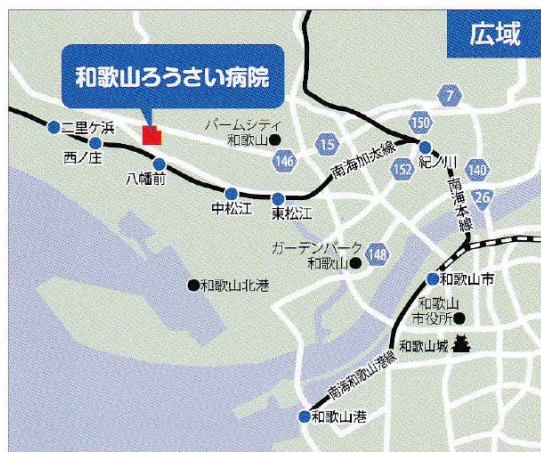 広域
和歌山ろうさい病院
7
150
二里ケ浜
パームシティ
和歌山
15
146
南海加太線
紀ノ川
西ノ庄
152
140
八幡前
南海本線
26
中松江
東松江
ガーデンパーク
和歌山
148
和歌山北港
和歌山市
和歌山
市役所
和歌山城
南海和歌山港線
和歌山港